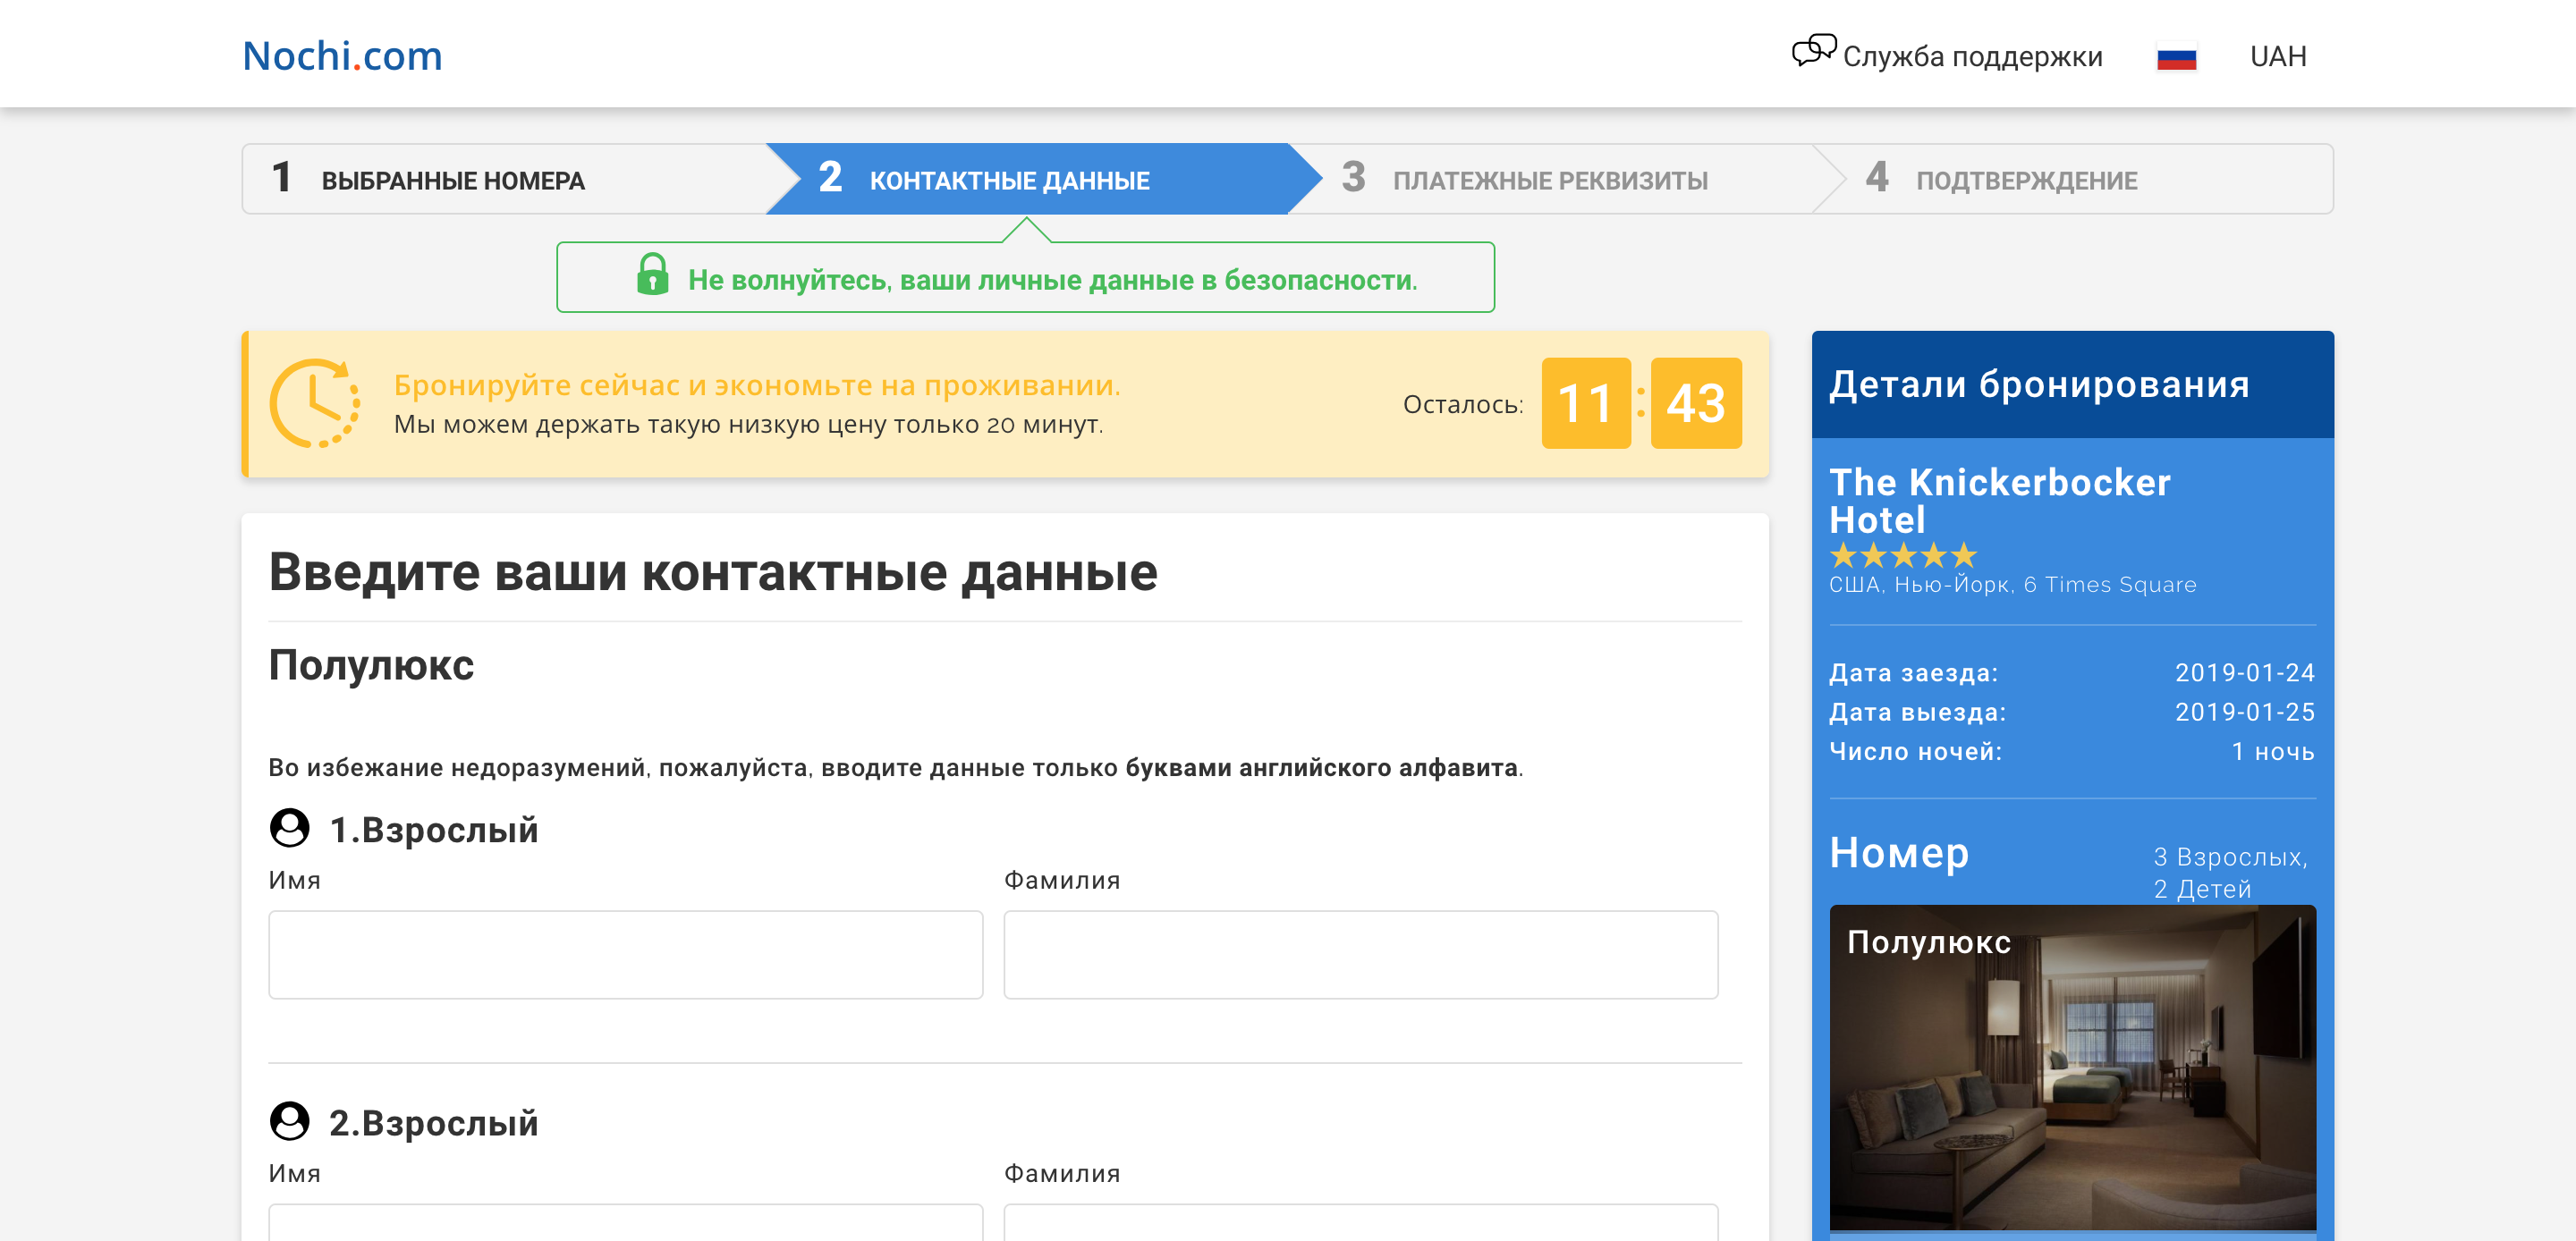 Nochi.com
Служба поддержки
UAH
1 ВЫБРАННЫЕ НОМЕРА
2 КОНТАКТНЫЕ ДАННЫЕ
3 ПЛАТЕЖНЫЕ РЕКВИЗИТЫ
4 ПОДТВЕРЖДЕНИЕ
Не волнуйтесь, ваши личные данные в безопасности.
Бронируйте сейчас и экономьте на проживании.
Мы можем держать такую низкую цену только 20 минут.
Осталось: 11 : 43
Введите ваши контактные данные
Полулюкс
Во избежание недоразумений, пожалуйста, вводите данные только буквами английского алфавита.
1.Взрослый
Имя
Фамилия
2.Взрослый
Имя
Фамилия
Детали бронирования
The Knickerbocker
Hotel
США, Нью-Йорк, 6 Times Square
Дата заезда: 2019-01-24
Дата выезда: 2019-01-25
Число ночей: 1 ночь
Номер
3 Взрослых,
2 Детей
Полулюкс